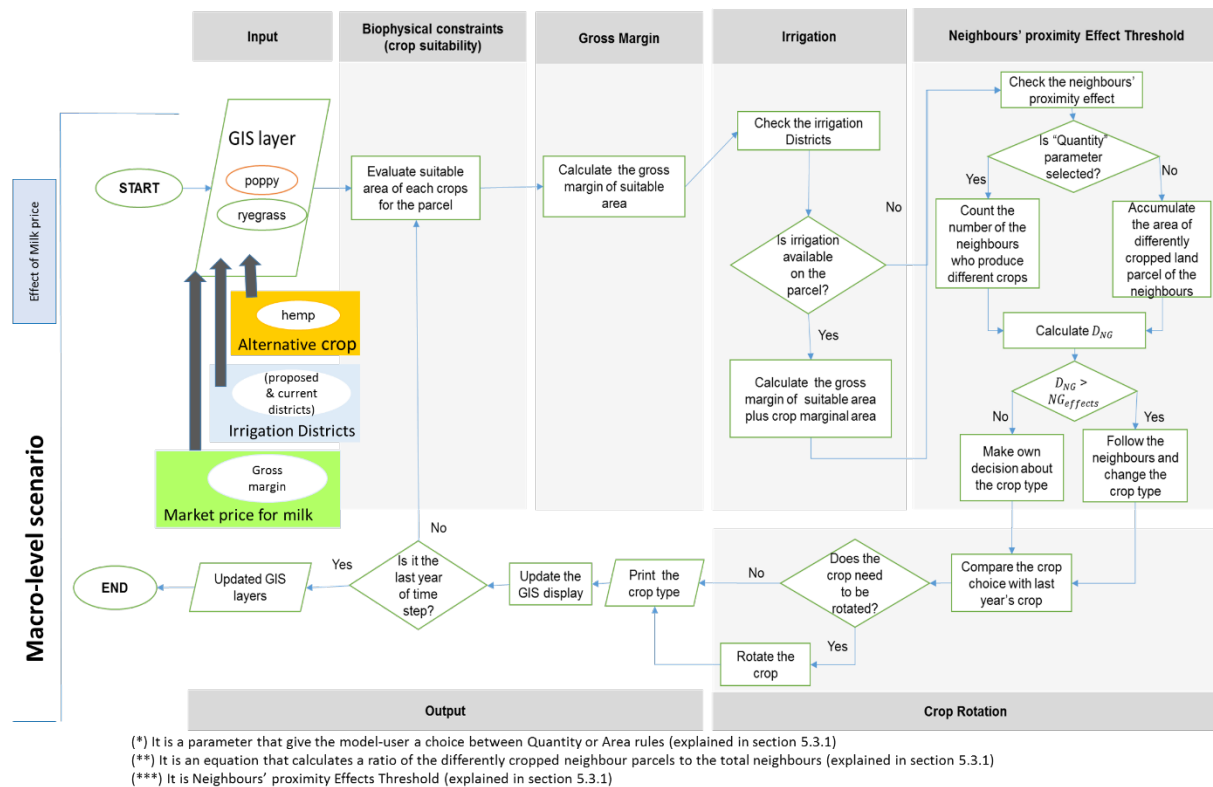 Input
Biophysical constraints
(crop suitability)
Gross Margin
Irrigation
Neighbours’ proximity Effect Threshold
Macro-level scenario
Effect of Milk price
START
GIS layer
poppy
ryegrass
hemp
Alternative crop
(proposed
& current
districts)
Irrigation Districts
Gross
margin
Market price for milk
Evaluate suitable
area of each crops
for the parcel
Calculate the gross
margin of suitable
area
Check the irrigation
Districts
Is irrigation
available on
the parcel?
No
Yes
Calculate the gross
margin of suitable area
plus crop marginal area
Check the neighbours’
proximity effect
Is “Quantity”
parameter
selected?
Yes
No
Count the
number of the
neighbours
who produce
different crops
Accumulate
the area of
differently
cropped land
parcel of the
neighbours
Calculate D_NG
D_NG >
NG_effects
No
Yes
Make own
decision about
the crop type
Follow the
neighbours and
change the
crop type
Compare the crop
choice with last
year’s crop
Does the
crop need
to be
rotated?
No
Yes
Rotate the
crop
Print the
crop type
Update the
GIS display
Is it the
last year
of time
step?
No
Yes
Updated GIS
layers
END
Output
Crop Rotation
(*) It is a parameter that give the model-user a choice between Quantity or Area rules (explained in section 5.3.1)
(**) It is an equation that calculates a ratio of the differently cropped neighbour parcels to the total neighbours (explained in section 5.3.1)
(***) It is Neighbours’ proximity Effects Threshold (explained in section 5.3.1)